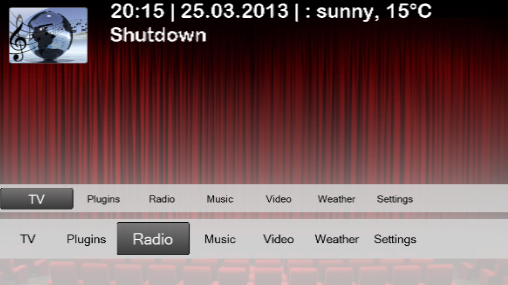 20:15 | 25.03.2013 | : sunny, 15°C
Shutdown
TV Plugins Radio Music Video Weather Settings
TV Plugins Radio Music Video Weather Settings